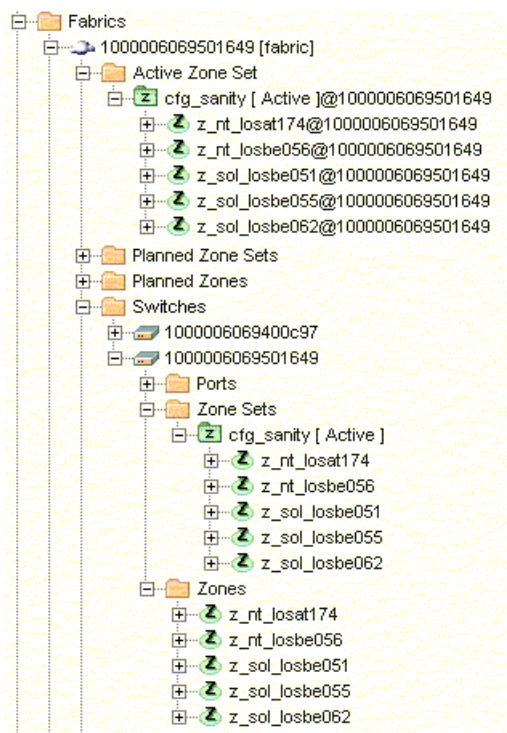 Fabrics
1000006069501649 [fabric]
Active Zone Set
cfg_sanity [ Active ]@1000006069501649
z_nt_losat174@1000006069501649
z_nt_losbe056@1000006069501649
z_sol_losbe051@1000006069501649
z_sol_losbe055@1000006069501649
z_sol_losbe062@1000006069501649
Planned Zone Sets
Planned Zones
Switches
1000006069400c97
1000006069501649
Ports
Zone Sets
cfg_sanity [ Active ]
z_nt_losat174
z_nt_losbe056
z_sol_losbe051
z_sol_losbe055
z_sol_losbe062
Zones
z_nt_losat174
z_nt_losbe056
z_sol_losbe051
z_sol_losbe055
z_sol_losbe062